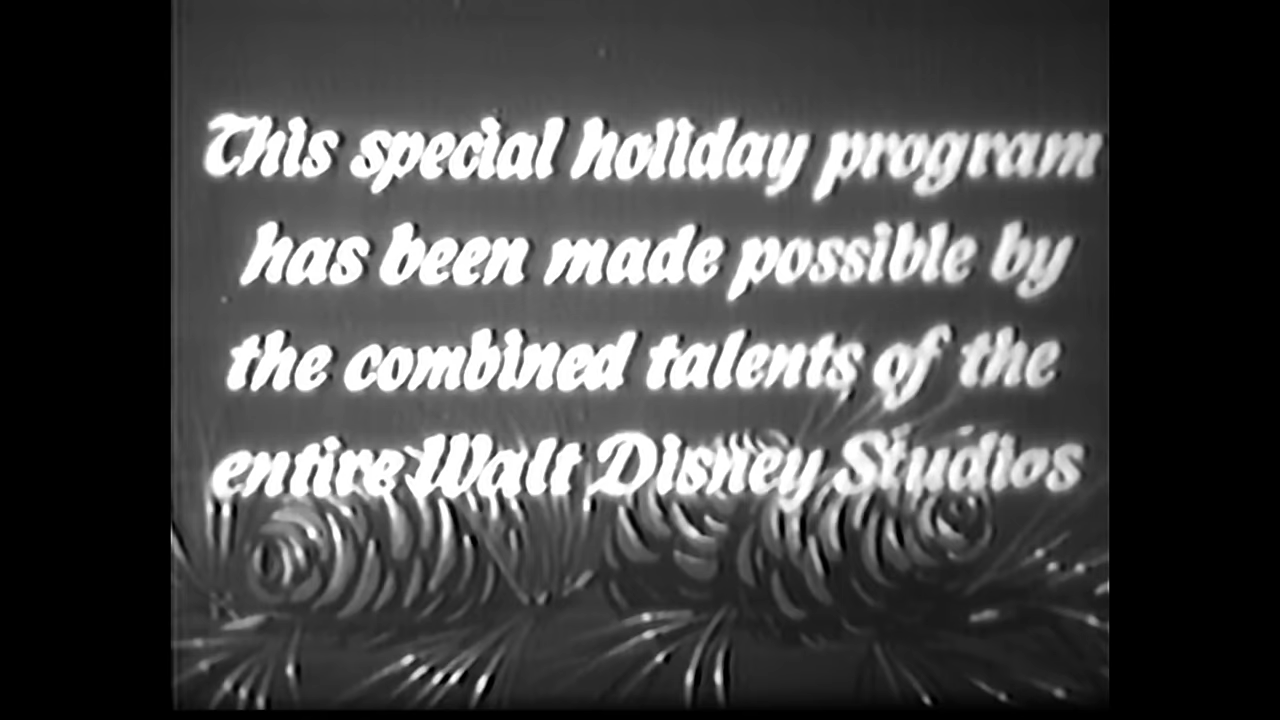 This special holiday program
has been made possible by
the combined talents of the
entire Walt Disney Studios